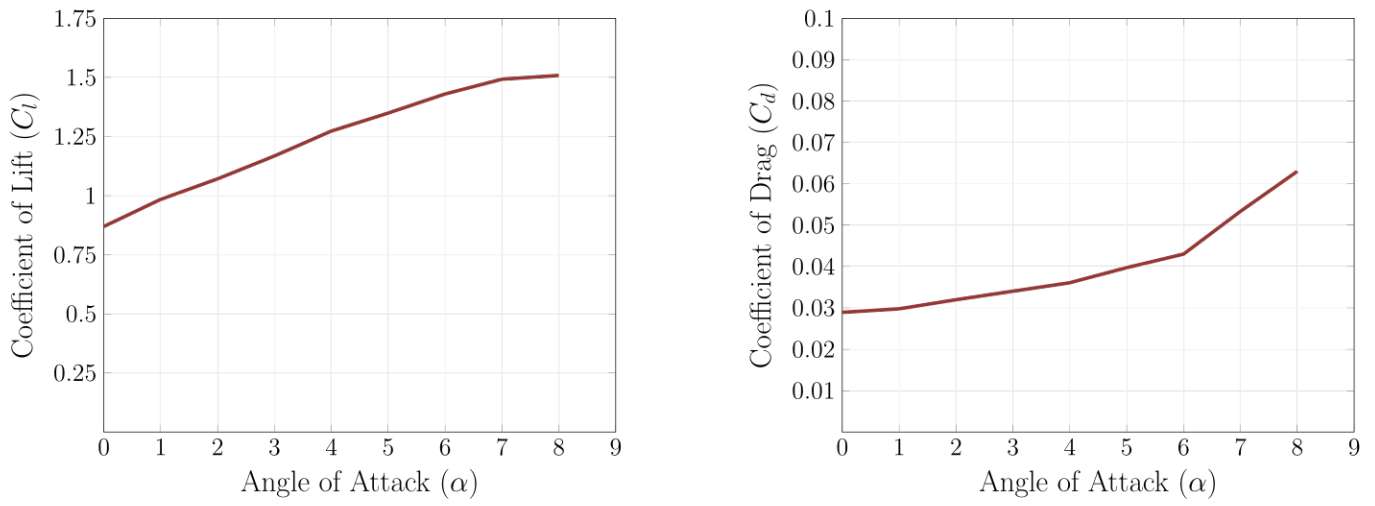 1.75
1.5
1.25
1
0.75
0.5
0.25
0 1 2 3 4 5 6 7 8 9
Angle of Attack (α)
Coefficient of Lift (Cl)
0.1
0.09
0.08
0.07
0.06
0.05
0.04
0.03
0.02
0.01
0 1 2 3 4 5 6 7 8 9
Angle of Attack (α)
Coefficient of Drag (Cd)